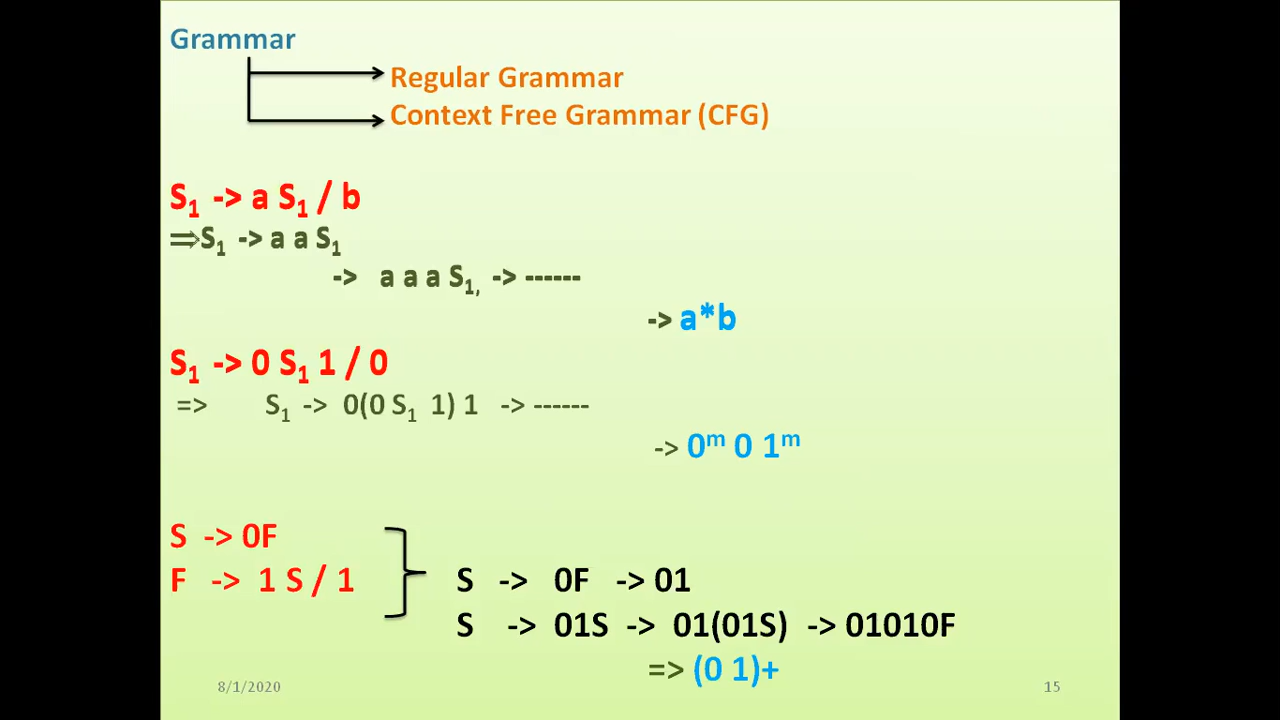 Grammar
Regular Grammar
Context Free Grammar (CFG)
S₁ -> a S₁ / b
⇒S₁ -> a a S₁
-> a a a S₁, -> ------
-> a*b
S₁ -> 0 S₁ 1 / 0
=> S₁ -> 0(0 S₁ 1) 1 -> ------
-> 0ᵐ 0 1ᵐ
S -> 0F
F -> 1 S / 1
S -> 0F -> 01
S -> 01S -> 01(01S) -> 01010F
=> (0 1)+
8/1/2020
15